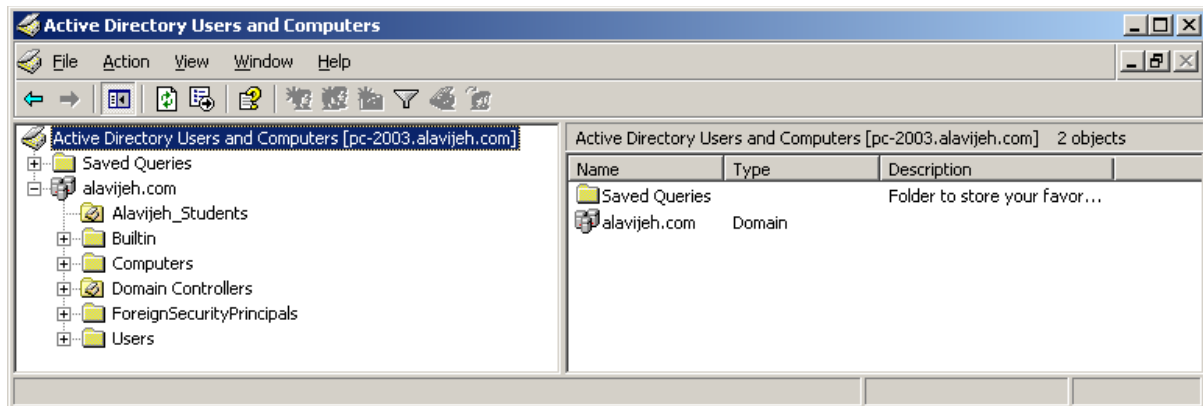 Active Directory Users and Computers
File Action View Window Help
Active Directory Users and Computers [pc-2003.alavijeh.com]
Saved Queries
alavijeh.com
Alavijeh_Students
Builtin
Computers
Domain Controllers
ForeignSecurityPrincipals
Users
Active Directory Users and Computers [pc-2003.alavijeh.com] 2 objects
Name Type Description
Saved Queries Folder to store your favor...
alavijeh.com Domain